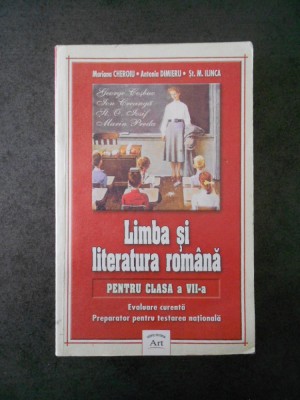 Mariana CHEROIU • Antonia DIMIERU • Șt. M. ILINCA
George Coșbuc
Ion Creangă
Șt. O. Iosif
Marin Preda
Limba și
literatura română
PENTRU CLASA a VII-a
Evaluare curentă
Preparator pentru testarea națională
Art